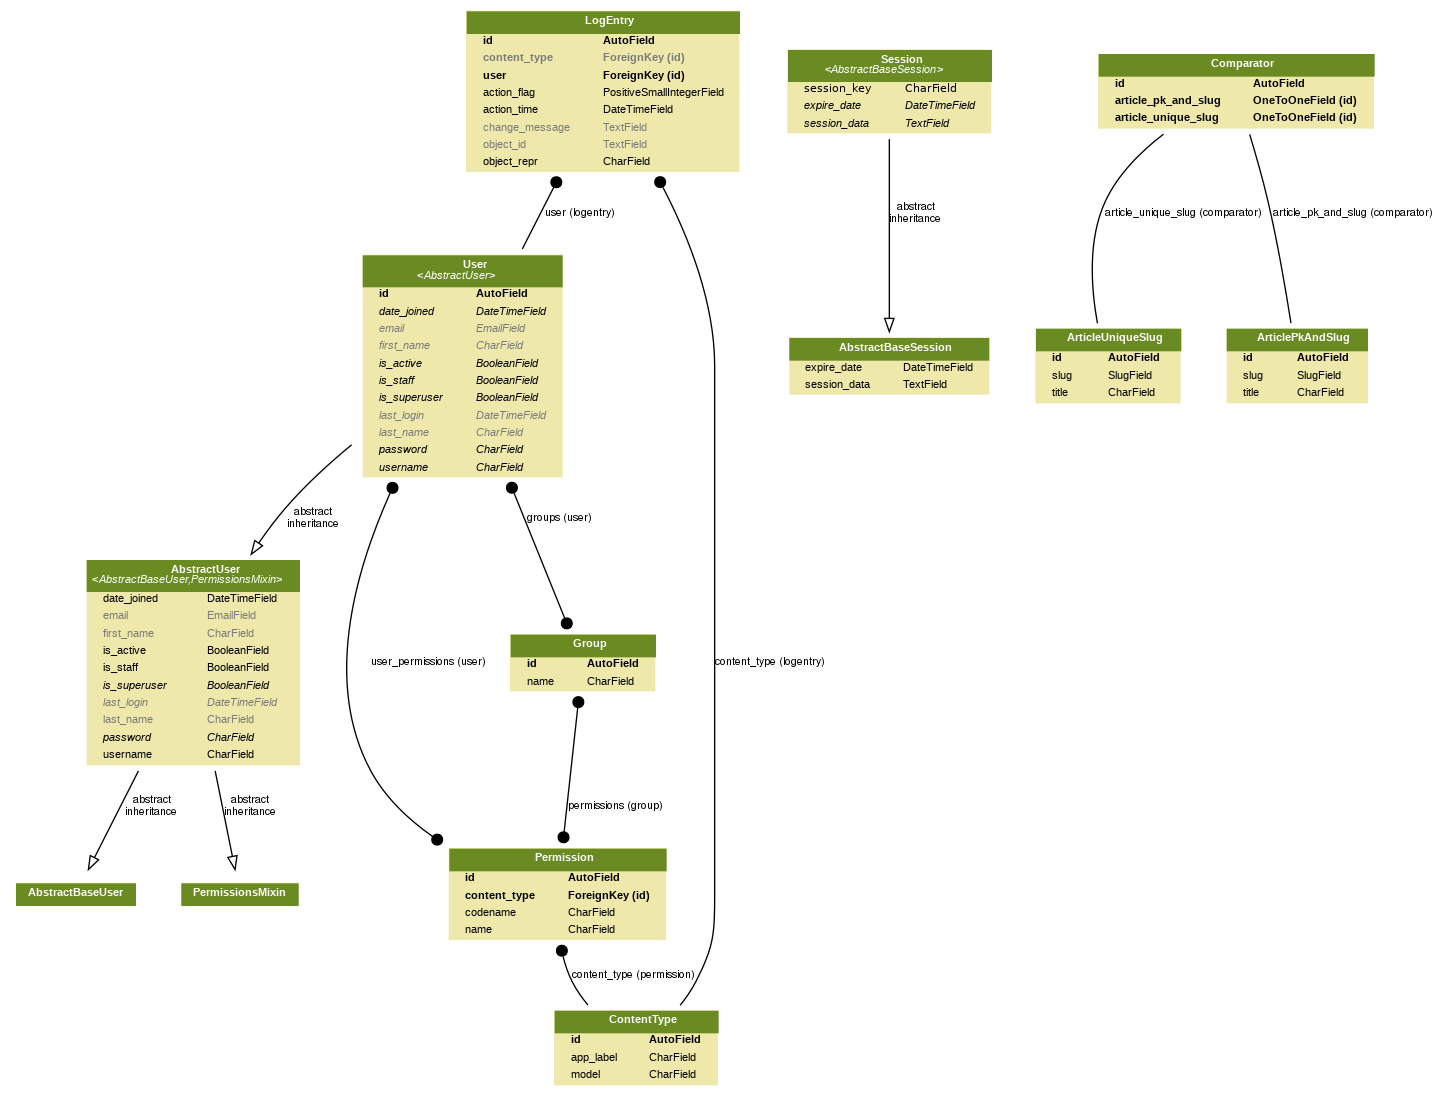 LogEntry
id AutoField
content_type ForeignKey (id)
user ForeignKey (id)
action_flag PositiveSmallIntegerField
action_time DateTimeField
change_message TextField
object_id TextField
object_repr CharField
Session
<AbstractBaseSession>
session_key CharField
expire_date DateTimeField
session_data TextField
Comparator
id AutoField
article_pk_and_slug OneToOneField (id)
article_unique_slug OneToOneField (id)
user (logentry)
abstract
inheritance
article_unique_slug (comparator)
article_pk_and_slug (comparator)
User
<AbstractUser>
id AutoField
date_joined DateTimeField
email EmailField
first_name CharField
is_active BooleanField
is_staff BooleanField
is_superuser BooleanField
last_login DateTimeField
last_name CharField
password CharField
username CharField
AbstractBaseSession
expire_date DateTimeField
session_data TextField
ArticleUniqueSlug
id AutoField
slug SlugField
title CharField
ArticlePkAndSlug
id AutoField
slug SlugField
title CharField
abstract
inheritance
groups (user)
AbstractUser
<AbstractBaseUser,PermissionsMixin>
date_joined DateTimeField
email EmailField
first_name CharField
is_active BooleanField
is_staff BooleanField
is_superuser BooleanField
last_login DateTimeField
last_name CharField
password CharField
username CharField
user_permissions (user)
Group
id AutoField
name CharField
content_type (logentry)
abstract
inheritance
abstract
inheritance
permissions (group)
AbstractBaseUser
PermissionsMixin
Permission
id AutoField
content_type ForeignKey (id)
codename CharField
name CharField
content_type (permission)
ContentType
id AutoField
app_label CharField
model CharField